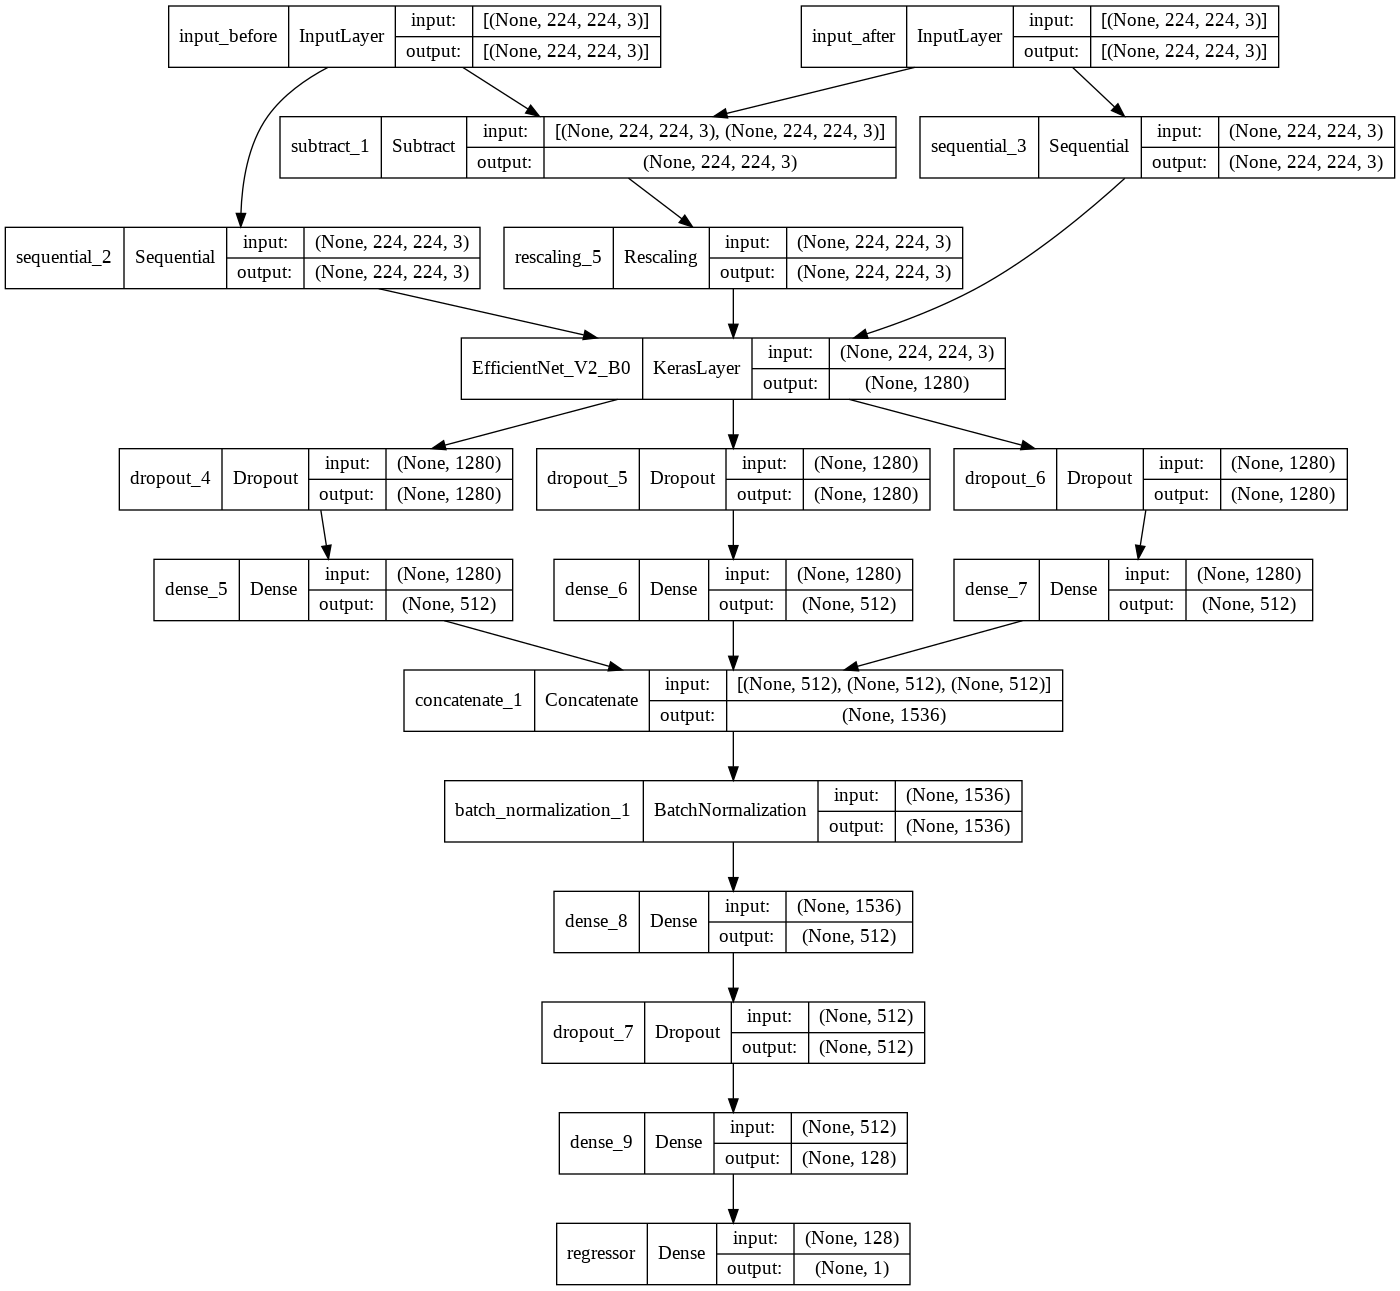 input_before InputLayer input: [(None, 224, 224, 3)]
output: [(None, 224, 224, 3)]
input_after InputLayer input: [(None, 224, 224, 3)]
output: [(None, 224, 224, 3)]
subtract_1 Subtract input: [(None, 224, 224, 3), (None, 224, 224, 3)]
output: (None, 224, 224, 3)
sequential_3 Sequential input: (None, 224, 224, 3)
output: (None, 224, 224, 3)
sequential_2 Sequential input: (None, 224, 224, 3)
output: (None, 224, 224, 3)
rescaling_5 Rescaling input: (None, 224, 224, 3)
output: (None, 224, 224, 3)
EfficientNet_V2_B0 KerasLayer input: (None, 224, 224, 3)
output: (None, 1280)
dropout_4 Dropout input: (None, 1280)
output: (None, 1280)
dropout_5 Dropout input: (None, 1280)
output: (None, 1280)
dropout_6 Dropout input: (None, 1280)
output: (None, 1280)
dense_5 Dense input: (None, 1280)
output: (None, 512)
dense_6 Dense input: (None, 1280)
output: (None, 512)
dense_7 Dense input: (None, 1280)
output: (None, 512)
concatenate_1 Concatenate input: [(None, 512), (None, 512), (None, 512)]
output: (None, 1536)
batch_normalization_1 BatchNormalization input: (None, 1536)
output: (None, 1536)
dense_8 Dense input: (None, 1536)
output: (None, 512)
dropout_7 Dropout input: (None, 512)
output: (None, 512)
dense_9 Dense input: (None, 512)
output: (None, 128)
regressor Dense input: (None, 128)
output: (None, 1)